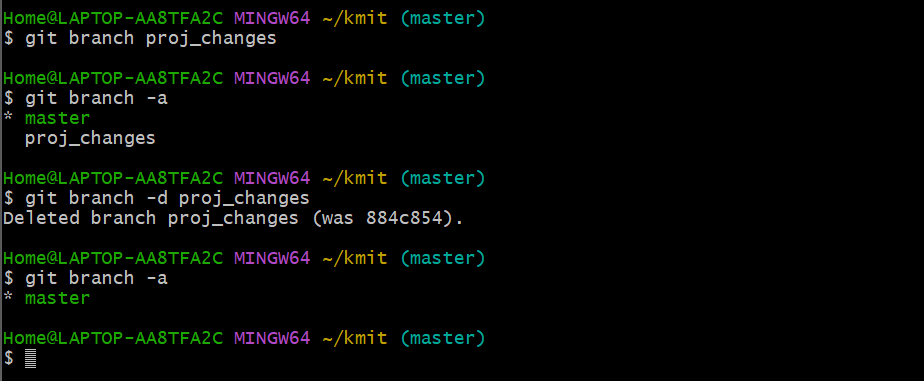 Home@LAPTOP-AA8TFA2C MINGW64 ~/kmit (master)
$ git branch proj_changes
Home@LAPTOP-AA8TFA2C MINGW64 ~/kmit (master)
$ git branch -a
* master
  proj_changes
Home@LAPTOP-AA8TFA2C MINGW64 ~/kmit (master)
$ git branch -d proj_changes
Deleted branch proj_changes (was 884c854).
Home@LAPTOP-AA8TFA2C MINGW64 ~/kmit (master)
$ git branch -a
* master
Home@LAPTOP-AA8TFA2C MINGW64 ~/kmit (master)
$